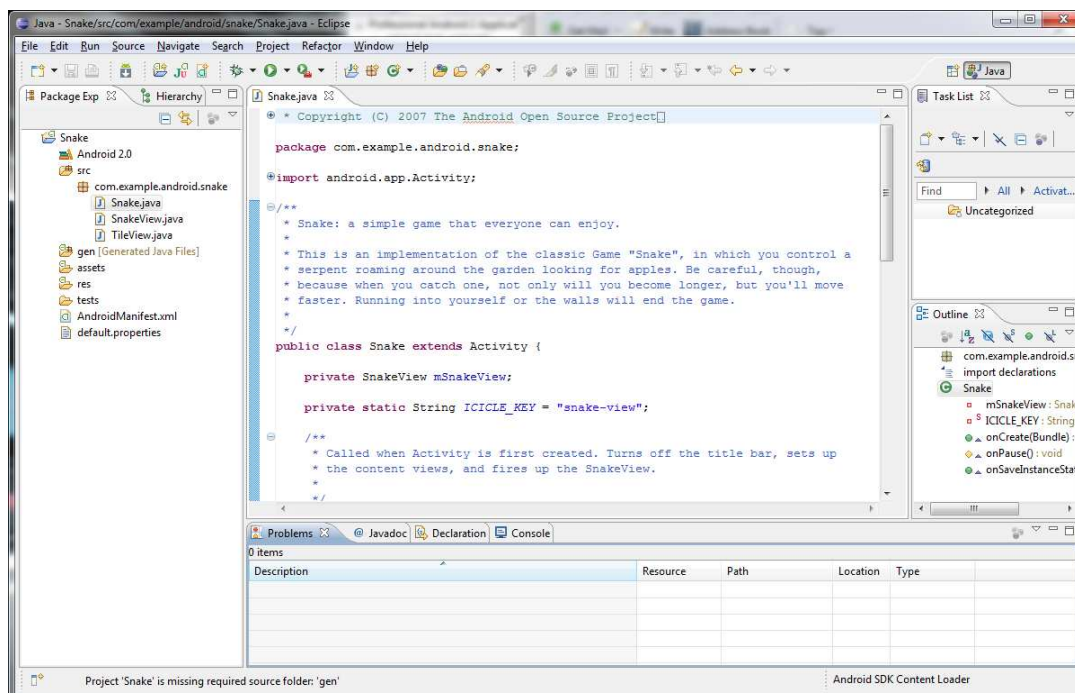 Java - Snake/src/com/example/android/snake/Snake.java - Eclipse
File Edit Run Source Navigate Search Project Refactor Window Help
Java
Package Exp Hierarchy
Snake
Android 2.0
src
com.example.android.snake
Snake.java
SnakeView.java
TileView.java
gen [Generated Java Files]
assets
res
tests
AndroidManifest.xml
default.properties
Snake.java
* Copyright (C) 2007 The Android Open Source Project
package com.example.android.snake;
import android.app.Activity;
/**
* Snake: a simple game that everyone can enjoy.
*
* This is an implementation of the classic Game "Snake", in which you control a
* serpent roaming around the garden looking for apples. Be careful, though,
* because when you catch one, not only will you become longer, but you'll move
* faster. Running into yourself or the walls will end the game.
*
*/
public class Snake extends Activity {
private SnakeView mSnakeView;
private static String ICICLE_KEY = "snake-view";
/**
* Called when Activity is first created. Turns off the title bar, sets up
* the content views, and fires up the SnakeView.
*
*/
Task List
Find All Activat...
Uncategorized
Outline
com.example.android.s
import declarations
Snake
mSnakeView : Snak
ICICLE_KEY : String
onCreate(Bundle) :
onPause() : void
onSaveInstanceStat
Problems @ Javadoc Declaration Console
0 items
Description Resource Path Location Type
Project 'Snake' is missing required source folder: 'gen' Android SDK Content Loader